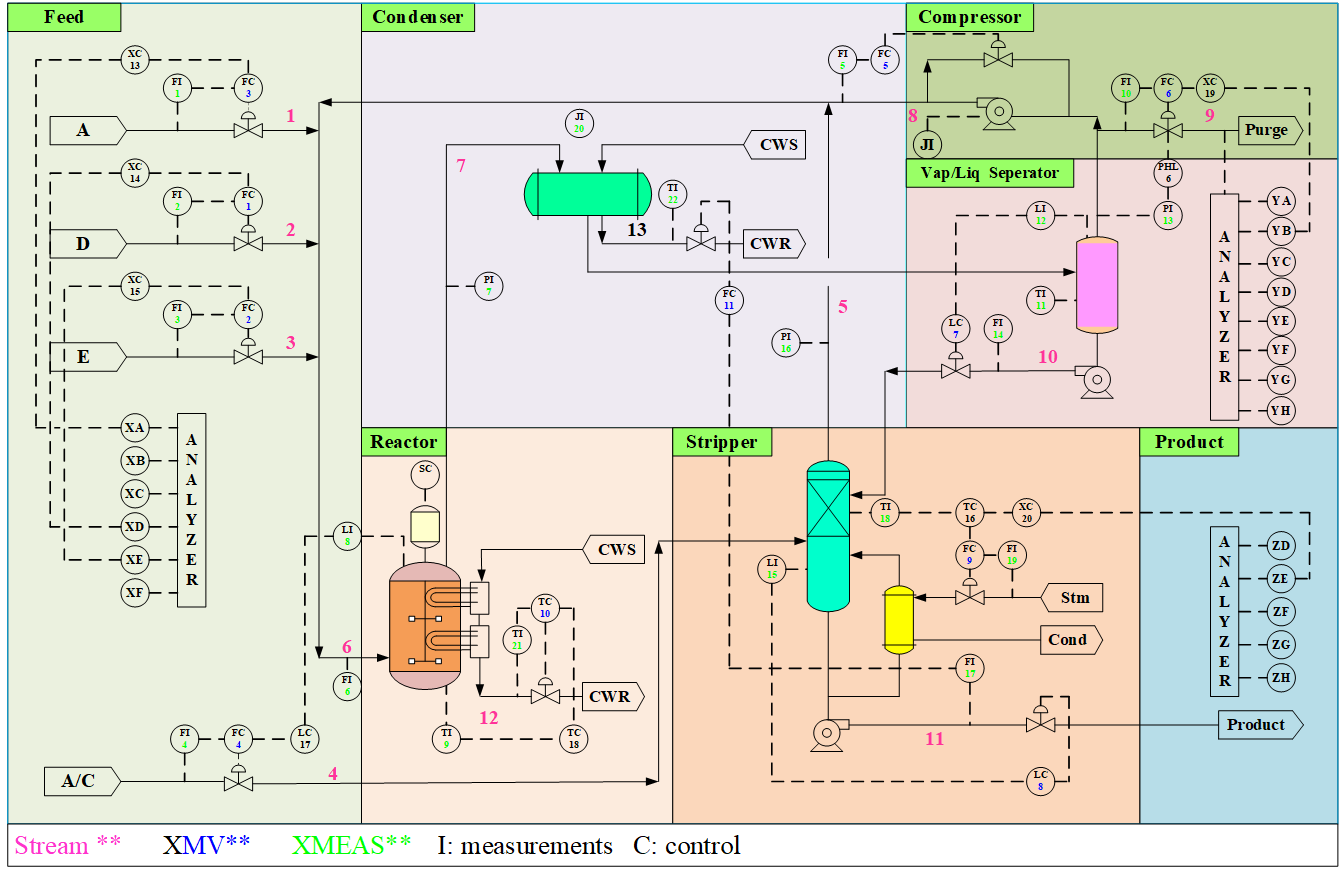 Feed
Condenser
Compressor
XC
13
FI
1
FC
3
A
1
XC
14
FI
2
FC
1
D
2
XC
15
FI
3
FC
2
E
3
XA
XB
XC
XD
XE
XF
ANALYZER
FI
5
FC
5
JI
20
7
CWS
TI
22
13
CWR
PI
7
FC
11
5
PI
16
8
JI
FI
10
FC
6
XC
19
9
Purge
Vap/Liq Seperator
PHL
6
LI
12
PI
13
TI
11
LC
7
FI
14
10
ANALYZER
YA
YB
YC
YD
YE
YF
YG
YH
Reactor
Stripper
Product
SC
LI
8
CWS
TC
10
TI
21
6
FI
6
CWR
12
TI
9
TC
18
FI
4
FC
4
LC
17
A/C
4
TI
18
TC
16
XC
20
FC
9
FI
19
LI
15
Stm
Cond
FI
17
11
LC
8
ANALYZER
ZD
ZE
ZF
ZG
ZH
Product
Stream ** XMV** XMEAS** I: measurements C: control